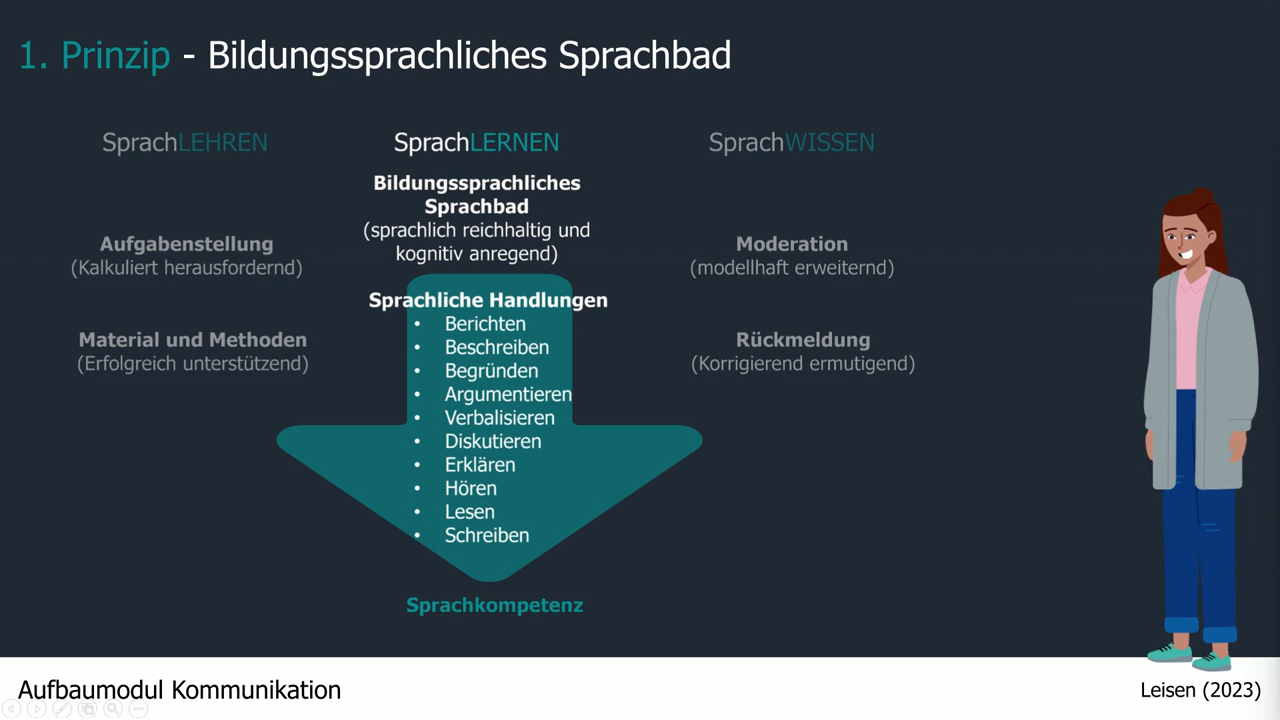 1. Prinzip - Bildungssprachliches Sprachbad
SprachLEHREN
Aufgabenstellung
(Kalkuliert herausfordernd)
Material und Methoden
(Erfolgreich unterstützend)
SprachLERNEN
Bildungssprachliches
Sprachbad
(sprachlich reichhaltig und
kognitiv anregend)
Sprachliche Handlungen
• Berichten
• Beschreiben
• Begründen
• Argumentieren
• Verbalisieren
• Diskutieren
• Erklären
• Hören
• Lesen
• Schreiben
Sprachkompetenz
SprachWISSEN
Moderation
(modellhaft erweiternd)
Rückmeldung
(Korrigierend ermutigend)
Aufbaumodul Kommunikation
Leisen (2023)